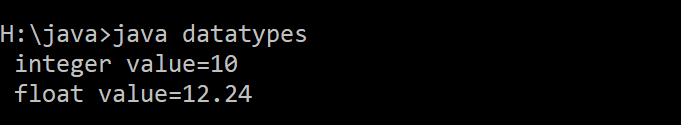 H:\java>java datatypes
integer value=10
float value=12.24